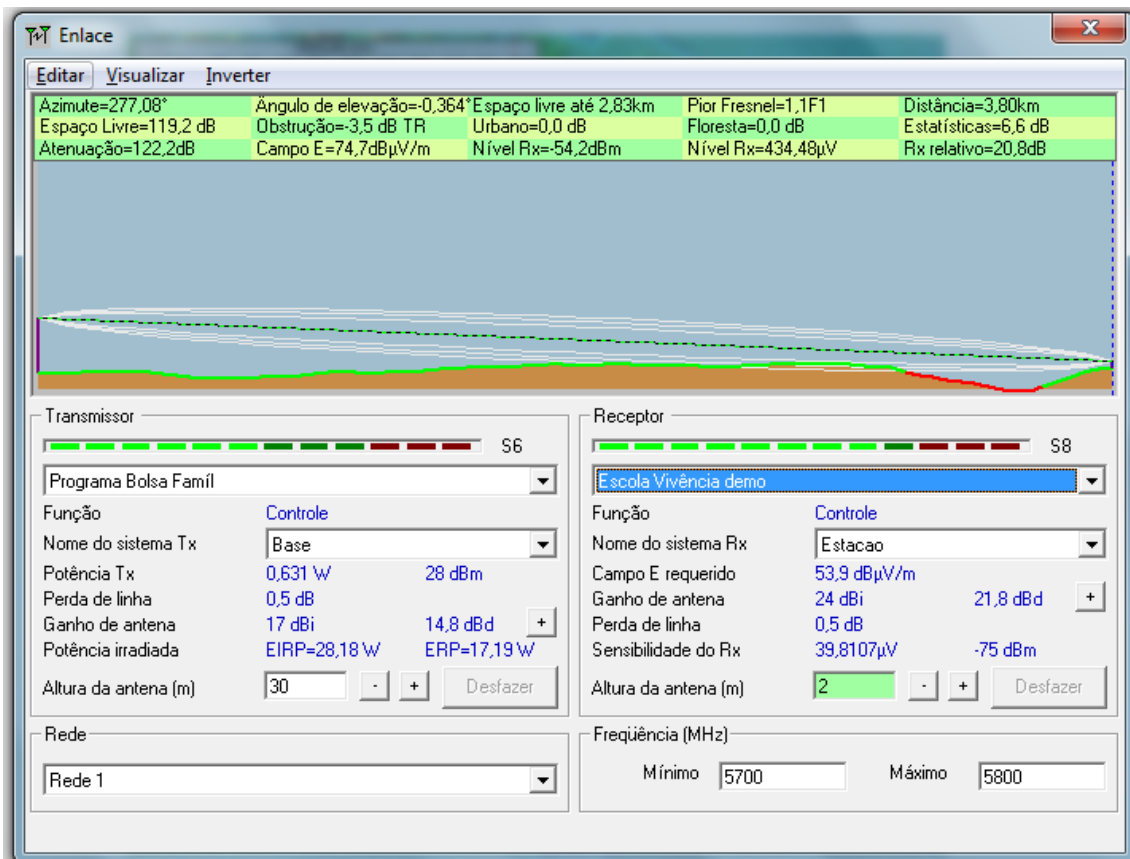 Enlace
Editar Visualizar Inverter
Azimute=277,08° Ângulo de elevação=-0,364° Espaço livre até 2,83km Pior Fresnel=1,1F1 Distância=3,80km
Espaço Livre=119,2 dB Obstrução=-3,5 dB TR Urbano=0,0 dB Floresta=0,0 dB Estatísticas=6,6 dB
Atenuação=122,2dB Campo E=74,7dBµV/m Nível Rx=-54,2dBm Nível Rx=434,48µV Rx relativo=20,8dB
Transmissor
S6
Programa Bolsa Famíl
Função Controle
Nome do sistema Tx Base
Potência Tx 0,631 W 28 dBm
Perda de linha 0,5 dB
Ganho de antena 17 dBi 14,8 dBd +
Potência irradiada EIRP=28,18 W ERP=17,19 W
Altura da antena (m) 30 - + Desfazer
Rede
Rede 1
Receptor
S8
Escola Vivência demo
Função Controle
Nome do sistema Rx Estacao
Campo E requerido 53,9 dBµV/m
Ganho de antena 24 dBi 21,8 dBd +
Perda de linha 0,5 dB
Sensibilidade do Rx 39,8107µV -75 dBm
Altura da antena (m) 2 - + Desfazer
Freqüência (MHz)
Mínimo 5700 Máximo 5800